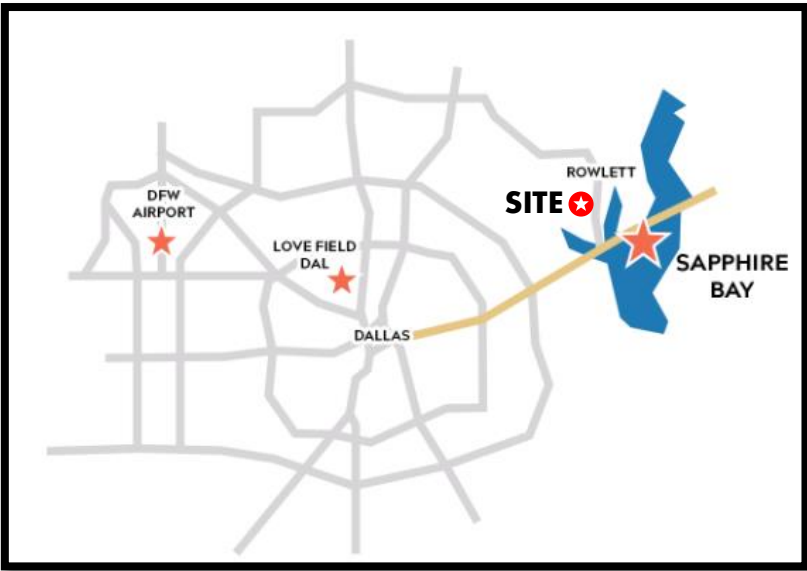 ROWLETT
SITE
DFW
AIRPORT
LOVE FIELD
DAL
SAPPHIRE
BAY
DALLAS